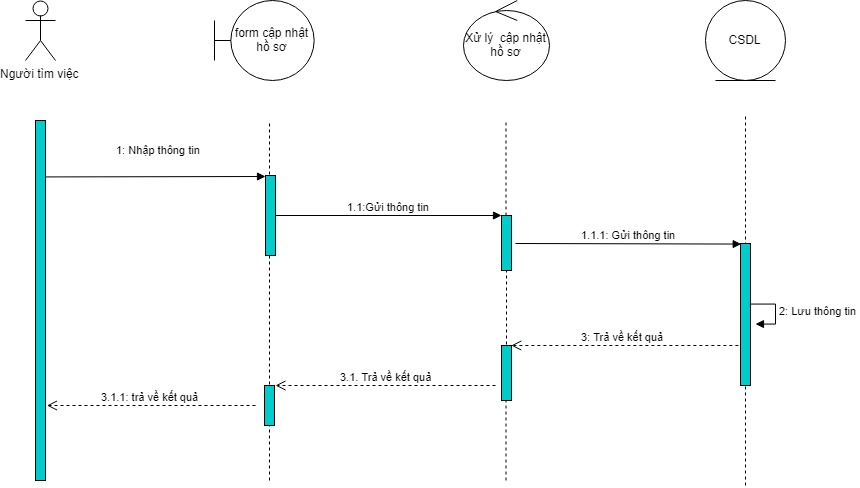 form cập nhật
hồ sơ
Xử lý cập nhật
hồ sơ
CSDL
Người tìm việc
1: Nhập thông tin
1.1:Gửi thông tin
1.1.1: Gửi thông tin
2: Lưu thông tin
3: Trả về kết quả
3.1. Trả về kết quả
3.1.1: trả về kết quả